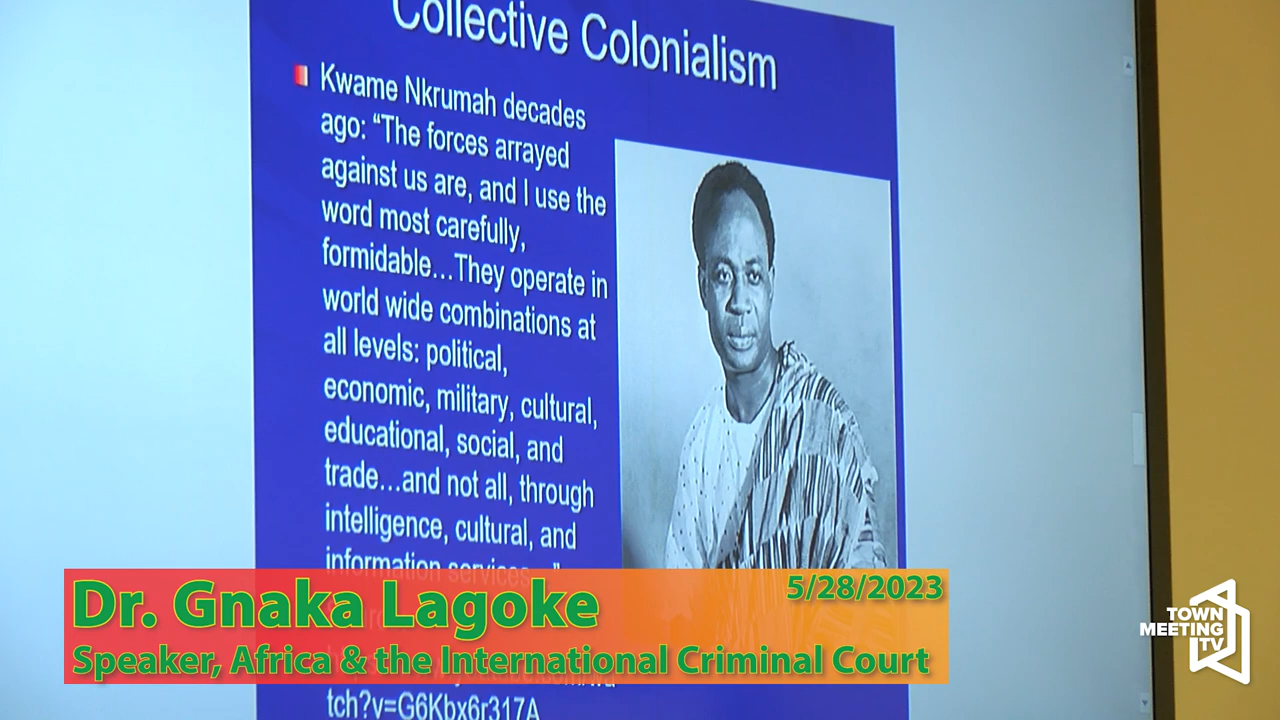 Collective Colonialism
Kwame Nkrumah decades
ago: “The forces arrayed
against us are, and I use the
word most carefully,
formidable…They operate in
world wide combinations at
all levels: political,
economic, military, cultural,
educational, social, and
trade…and not all, through
intelligence, cultural, and
information services…”
tch?v=G6Kbx6r317A
Dr. Gnaka Lagoke
5/28/2023
Speaker, Africa & the International Criminal Court
TOWN
MEETING
TV